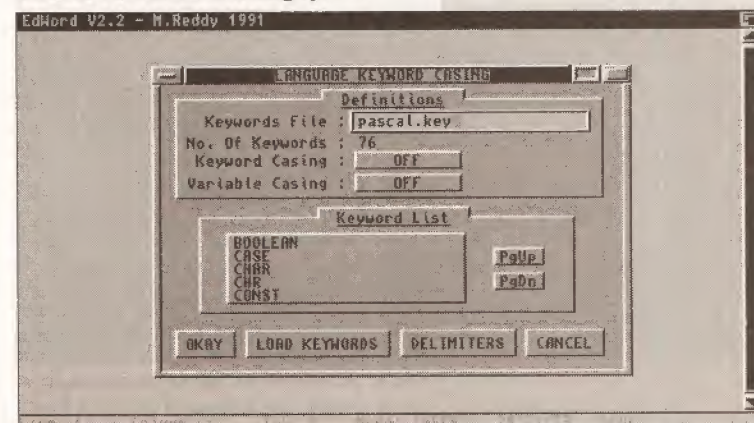 EdWord V2.2 - M.Reddy 1991
LANGUAGE KEYWORD CASING
Definitions
Keywords File : pascal.key
No. Of Keywords : 76
Keyword Casing : OFF
Variable Casing : OFF
Keyword List
BOOLEAN
CASE
CHAR
CHR
CONST
PgUp
PgDn
OKAY LOAD KEYWORDS DELIMITERS CANCEL